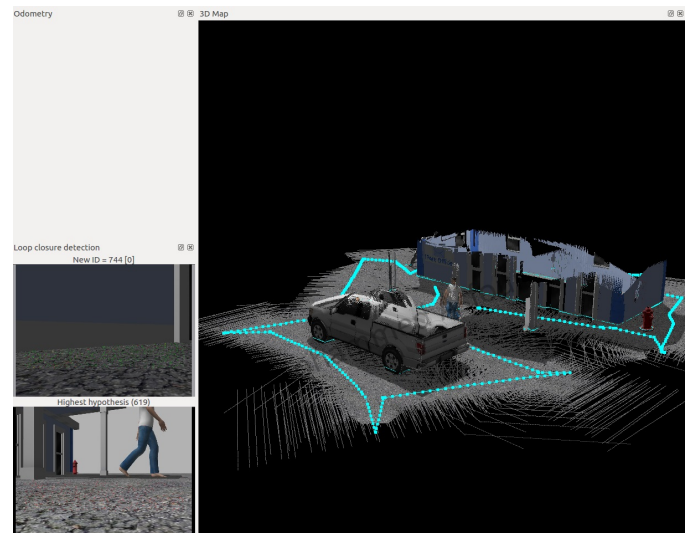 Odometry
3D Map
Loop closure detection
New ID = 744 [0]
Highest hypothesis (619)